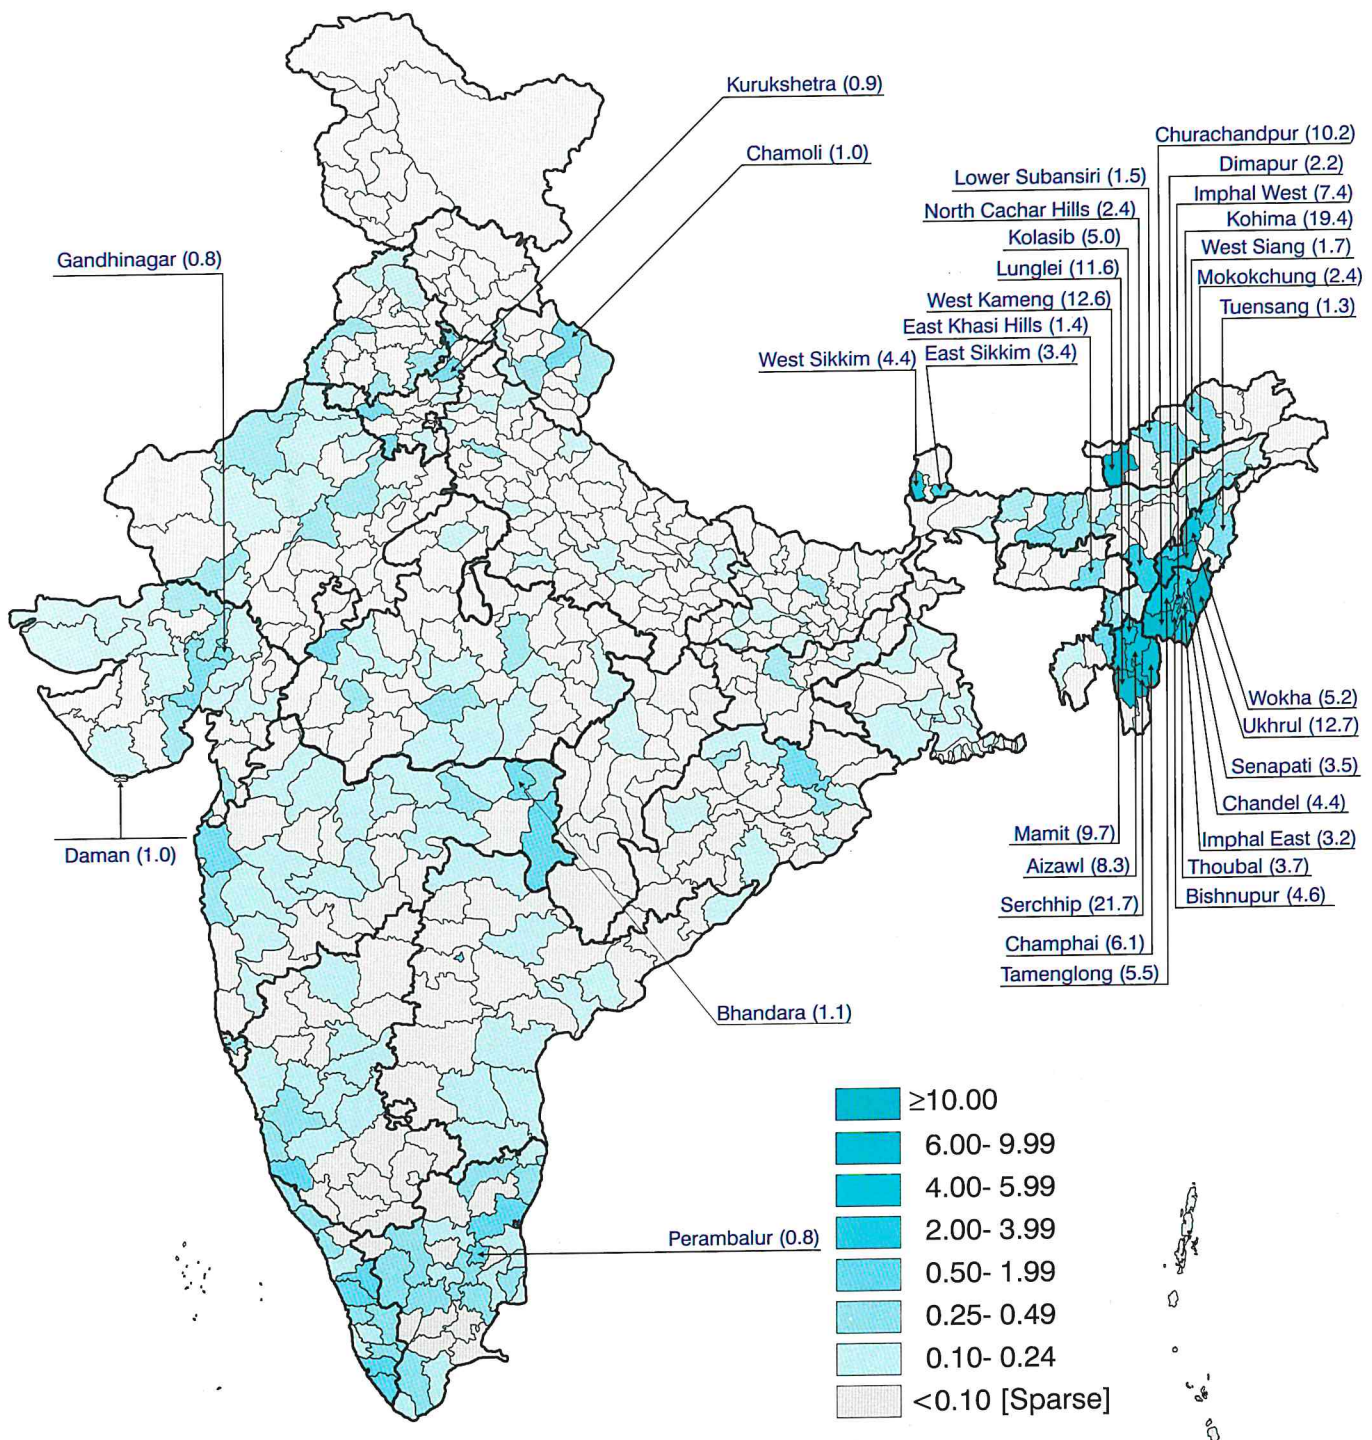 Kurukshetra (0.9)
Chamoli (1.0)
Gandhinagar (0.8)
Churachandpur (10.2)
Dimapur (2.2)
Lower Subansiri (1.5)
Imphal West (7.4)
North Cachar Hills (2.4)
Kohima (19.4)
Kolasib (5.0)
West Siang (1.7)
Lunglei (11.6)
Mokokchung (2.4)
West Kameng (12.6)
Tuensang (1.3)
East Khasi Hills (1.4)
West Sikkim (4.4)
East Sikkim (3.4)
Wokha (5.2)
Ukhrul (12.7)
Senapati (3.5)
Chandel (4.4)
Mamit (9.7)
Imphal East (3.2)
Daman (1.0)
Aizawl (8.3)
Thoubal (3.7)
Bishnupur (4.6)
Serchhip (21.7)
Champhai (6.1)
Tamenglong (5.5)
Bhandara (1.1)
Perambalur (0.8)
≥10.00
6.00- 9.99
4.00- 5.99
2.00- 3.99
0.50- 1.99
0.25- 0.49
0.10- 0.24
<0.10 [Sparse]